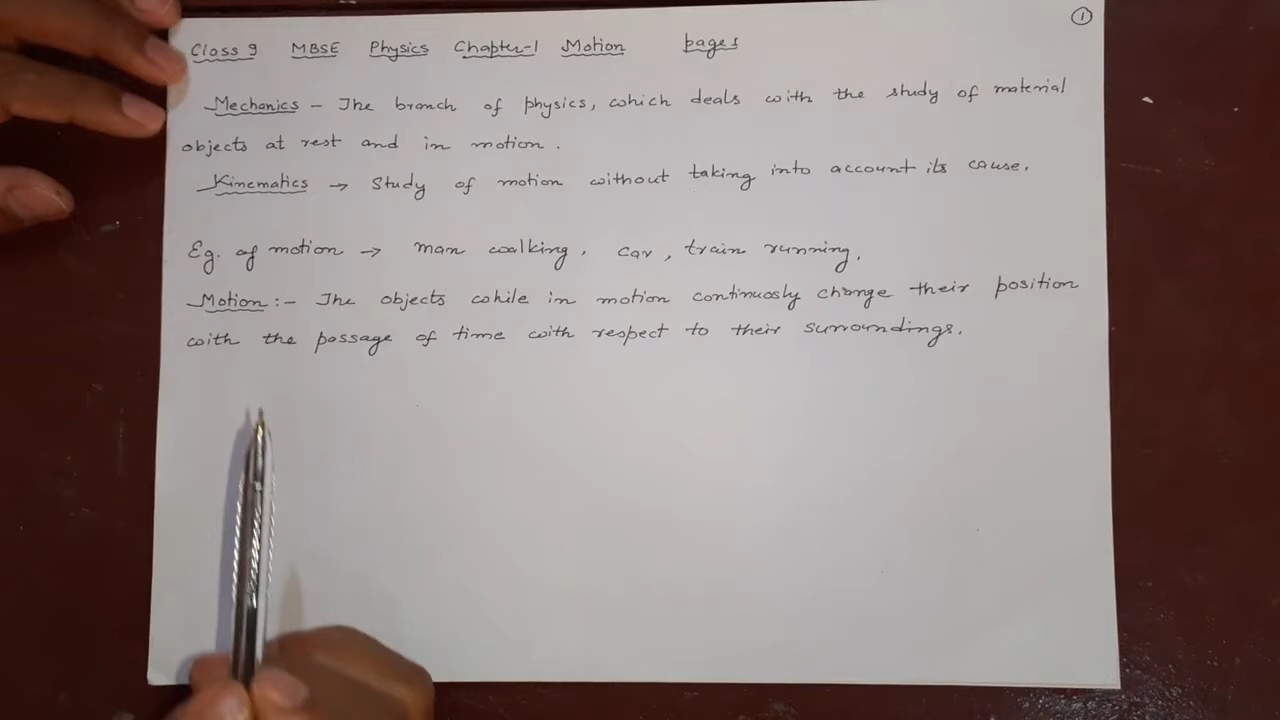 1
Class 9 MBSE Physics Chapter-1 Motion pages
Mechanics - The branch of physics, which deals with the study of material
objects at rest and in motion.
Kinematics → Study of motion without taking into account its cause.
Eg. of motion → man walking, car, train running.
Motion :- The objects while in motion continuosly change their position
with the passage of time with respect to their surroundings.